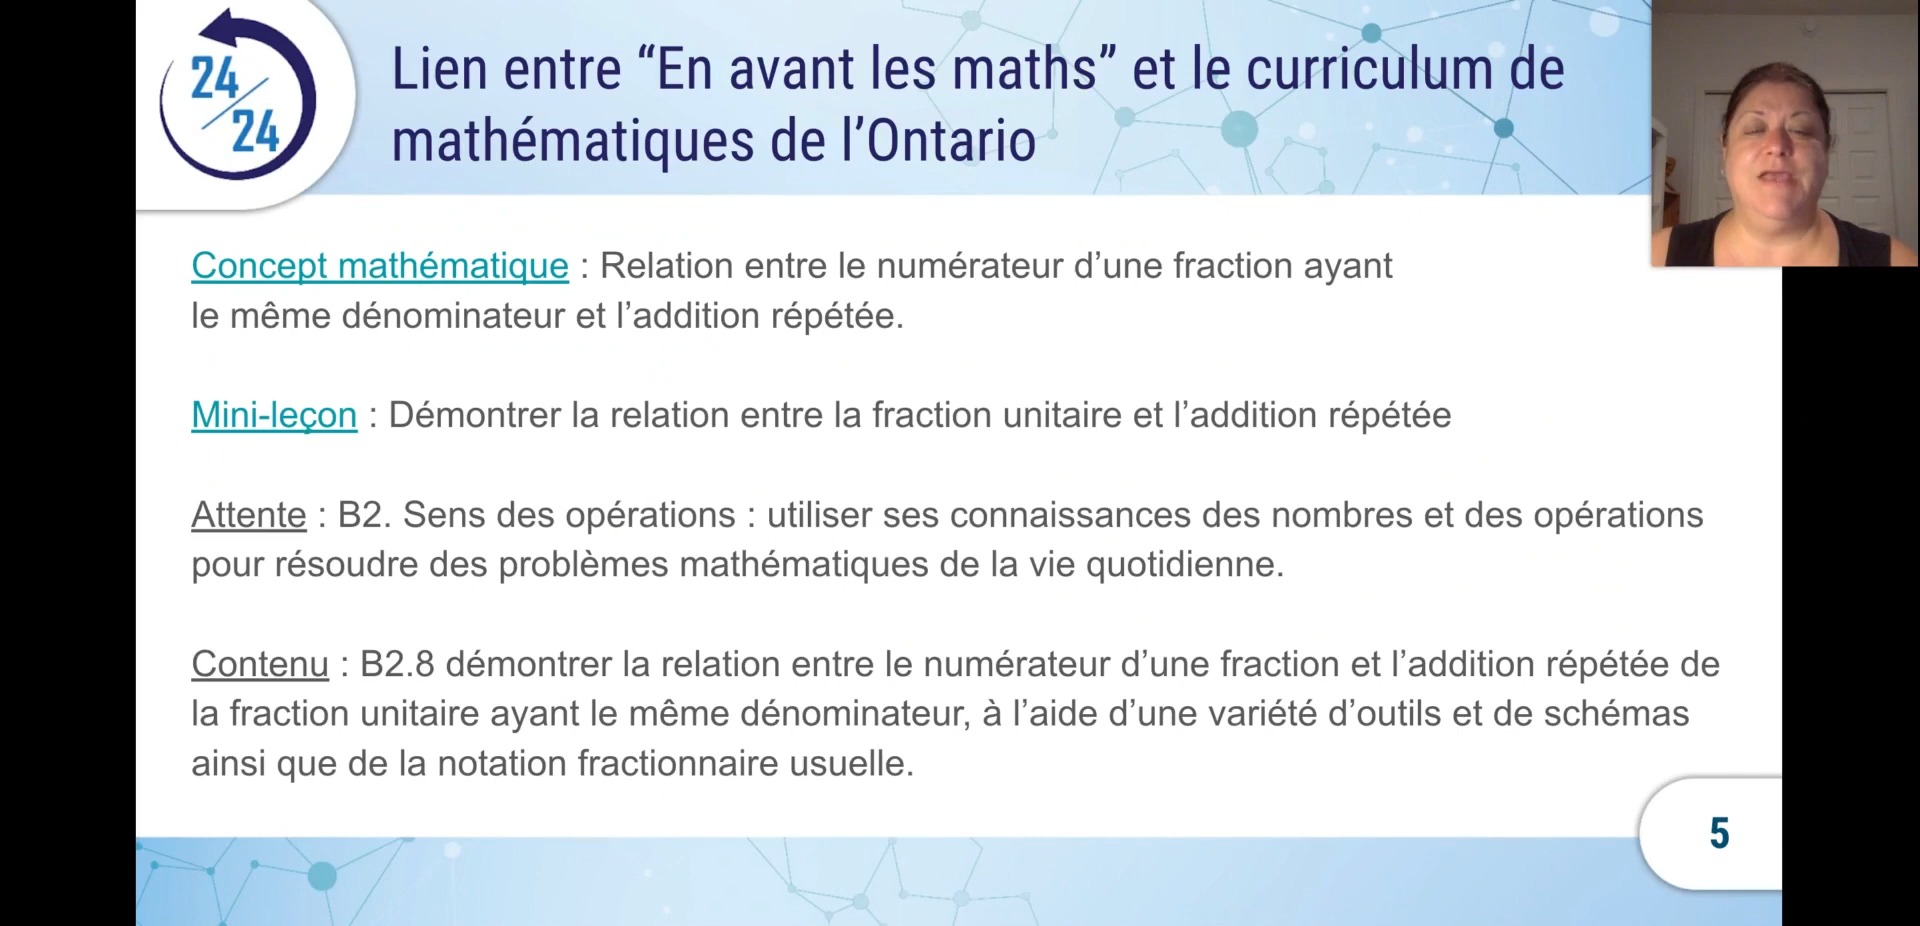 24
24
Lien entre “En avant les maths” et le curriculum de
mathématiques de l’Ontario
Concept mathématique : Relation entre le numérateur d’une fraction ayant
le même dénominateur et l’addition répétée.
Mini-leçon : Démontrer la relation entre la fraction unitaire et l’addition répétée
Attente : B2. Sens des opérations : utiliser ses connaissances des nombres et des opérations
pour résoudre des problèmes mathématiques de la vie quotidienne.
Contenu : B2.8 démontrer la relation entre le numérateur d’une fraction et l’addition répétée de
la fraction unitaire ayant le même dénominateur, à l’aide d’une variété d’outils et de schémas
ainsi que de la notation fractionnaire usuelle.
5